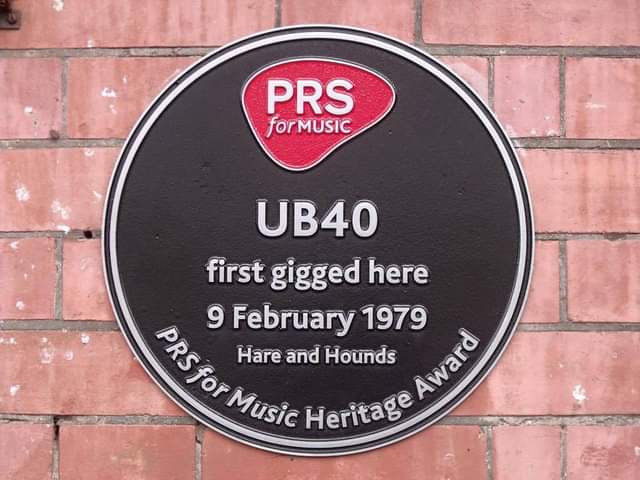 PRS
for MUSIC
UB40
first gigged here
9 February 1979
Hare and Hounds
PRS for Music Heritage Award